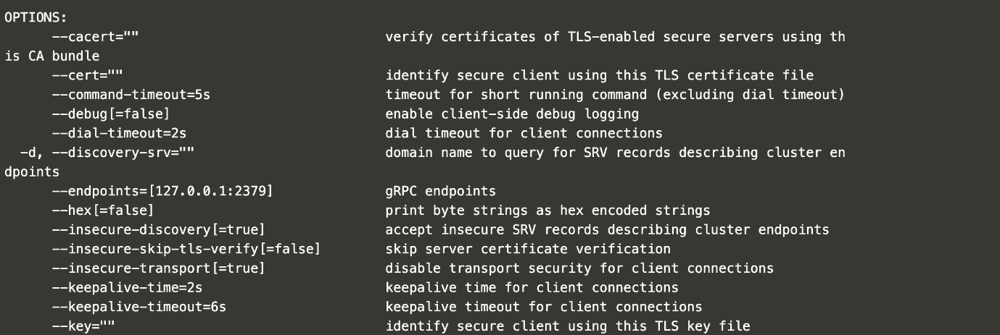 OPTIONS:
      --cacert=""                               verify certificates of TLS-enabled secure servers using th
is CA bundle
      --cert=""                                 identify secure client using this TLS certificate file
      --command-timeout=5s                      timeout for short running command (excluding dial timeout)
      --debug[=false]                           enable client-side debug logging
      --dial-timeout=2s                         dial timeout for client connections
  -d, --discovery-srv=""                        domain name to query for SRV records describing cluster en
dpoints
      --endpoints=[127.0.0.1:2379]              gRPC endpoints
      --hex[=false]                             print byte strings as hex encoded strings
      --insecure-discovery[=true]               accept insecure SRV records describing cluster endpoints
      --insecure-skip-tls-verify[=false]        skip server certificate verification
      --insecure-transport[=true]               disable transport security for client connections
      --keepalive-time=2s                       keepalive time for client connections
      --keepalive-timeout=6s                    keepalive timeout for client connections
      --key=""                                  identify secure client using this TLS key file